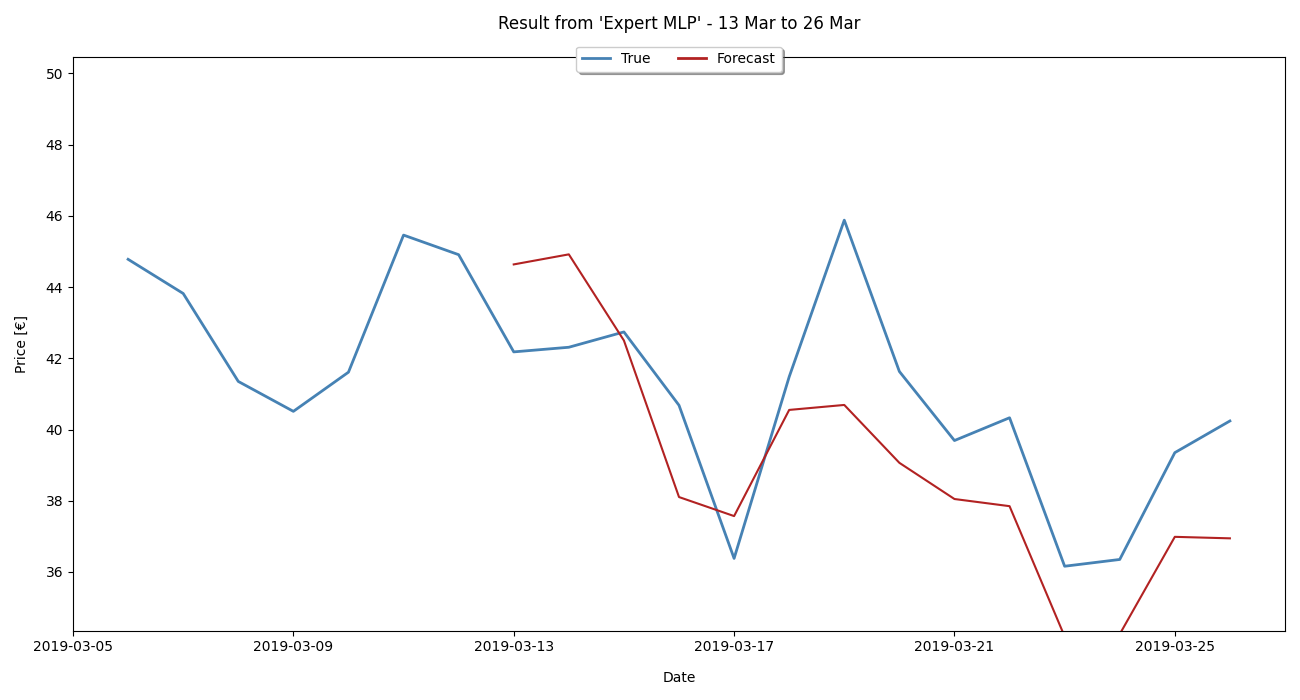 Result from 'Expert MLP' - 13 Mar to 26 Mar
True Forecast
50
48
46
44
42
40
38
36
Price [€]
2019-03-05 2019-03-09 2019-03-13 2019-03-17 2019-03-21 2019-03-25
Date